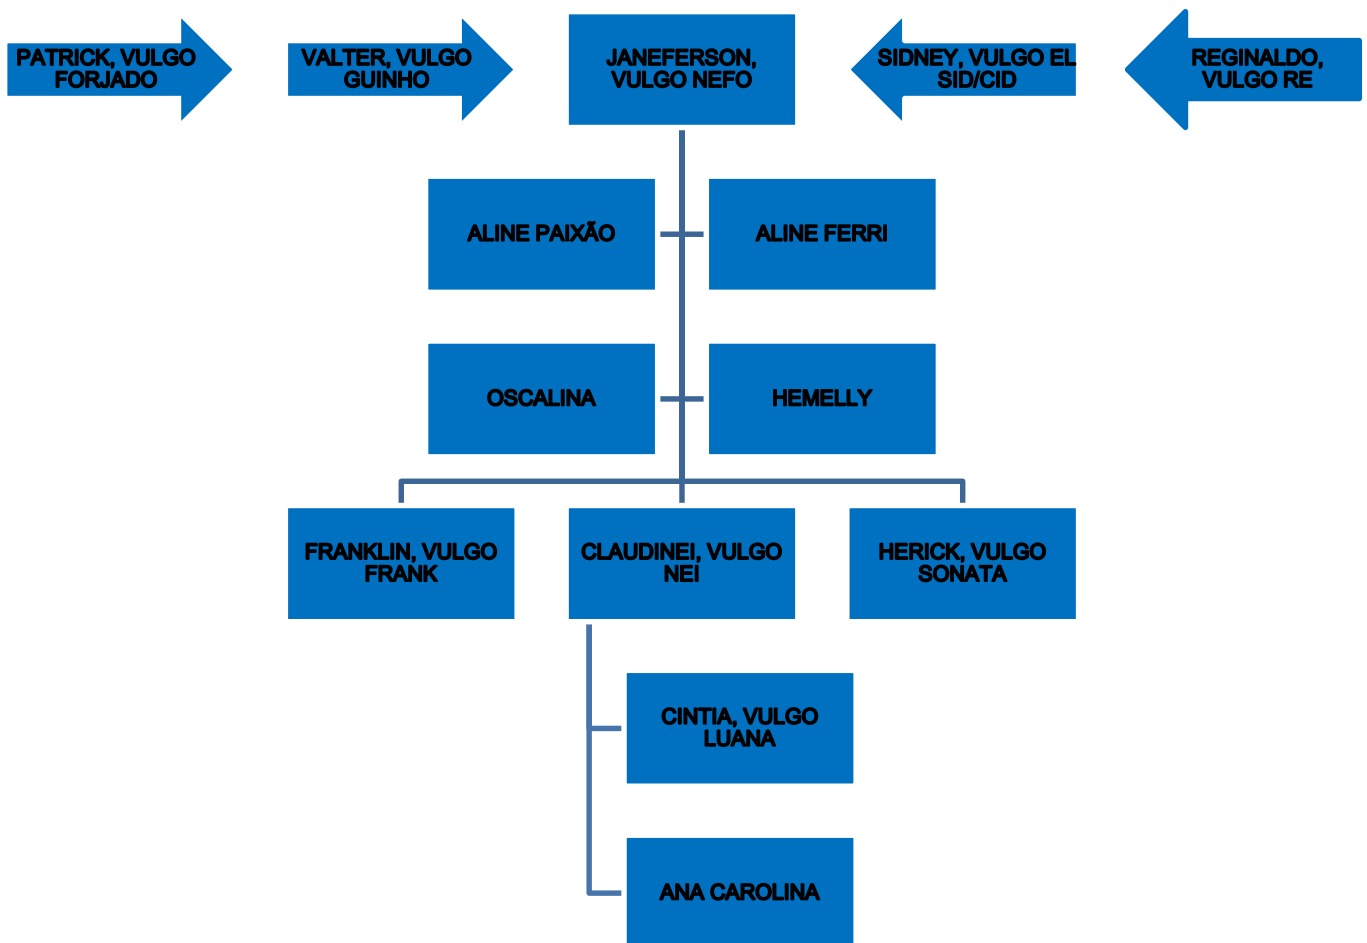 PATRICK, VULGO
FORJADO
VALTER, VULGO
GUINHO
JANEFERSON,
VULGO NEFO
SIDNEY, VULGO EL
SID/CID
REGINALDO,
VULGO RE
ALINE PAIXÃO
ALINE FERRI
OSCALINA
HEMELLY
FRANKLIN, VULGO
FRANK
CLAUDINEI, VULGO
NEI
HERICK, VULGO
SONATA
CINTIA, VULGO
LUANA
ANA CAROLINA